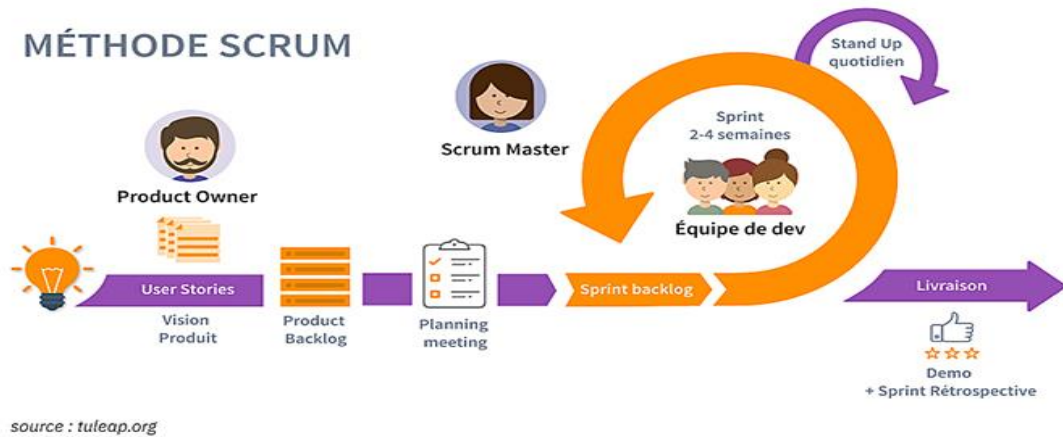 MÉTHODE SCRUM
Stand Up
quotidien
Scrum Master
Sprint
2-4 semaines
Product Owner
Équipe de dev
User Stories
Sprint backlog
Livraison
Vision
Produit
Product
Backlog
Planning
meeting
Demo
+ Sprint Rétrospective
source : tuleap.org